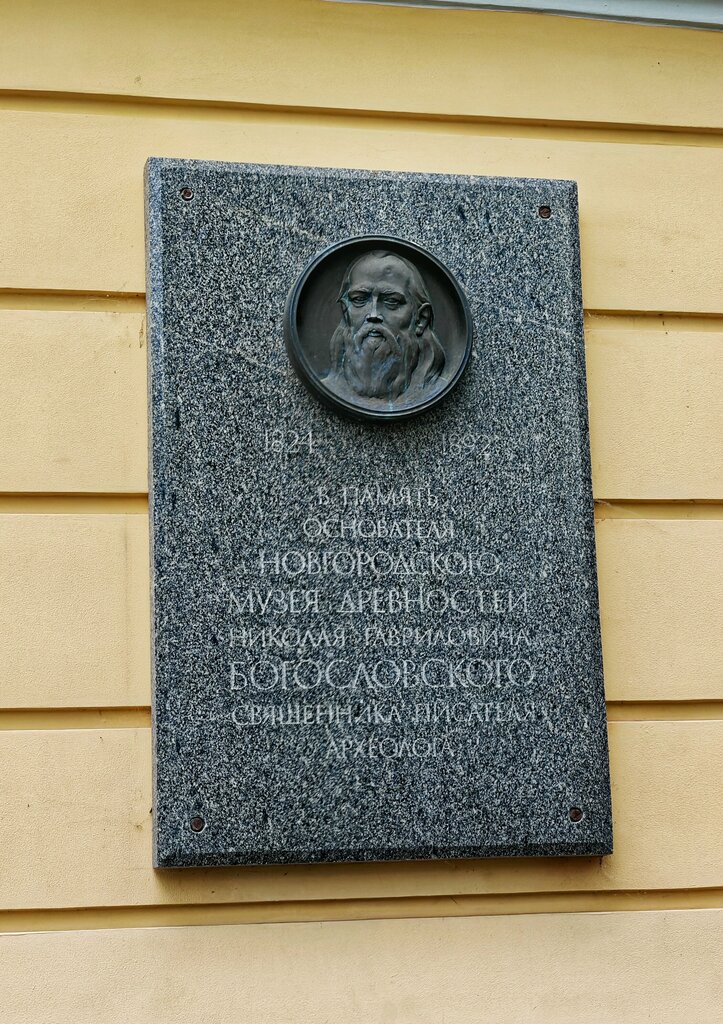 1824 1892
В ПАМЯТЬ
ОСНОВАТЕЛЯ
НОВГОРОДСКОГО
МУЗЕЯ ДРЕВНОСТЕЙ
НИКОЛАЯ ГАВРИЛОВИЧА
БОГОСЛОВСКОГО
СВЯЩЕННИКА ПИСАТЕЛЯ
АРХЕОЛОГА